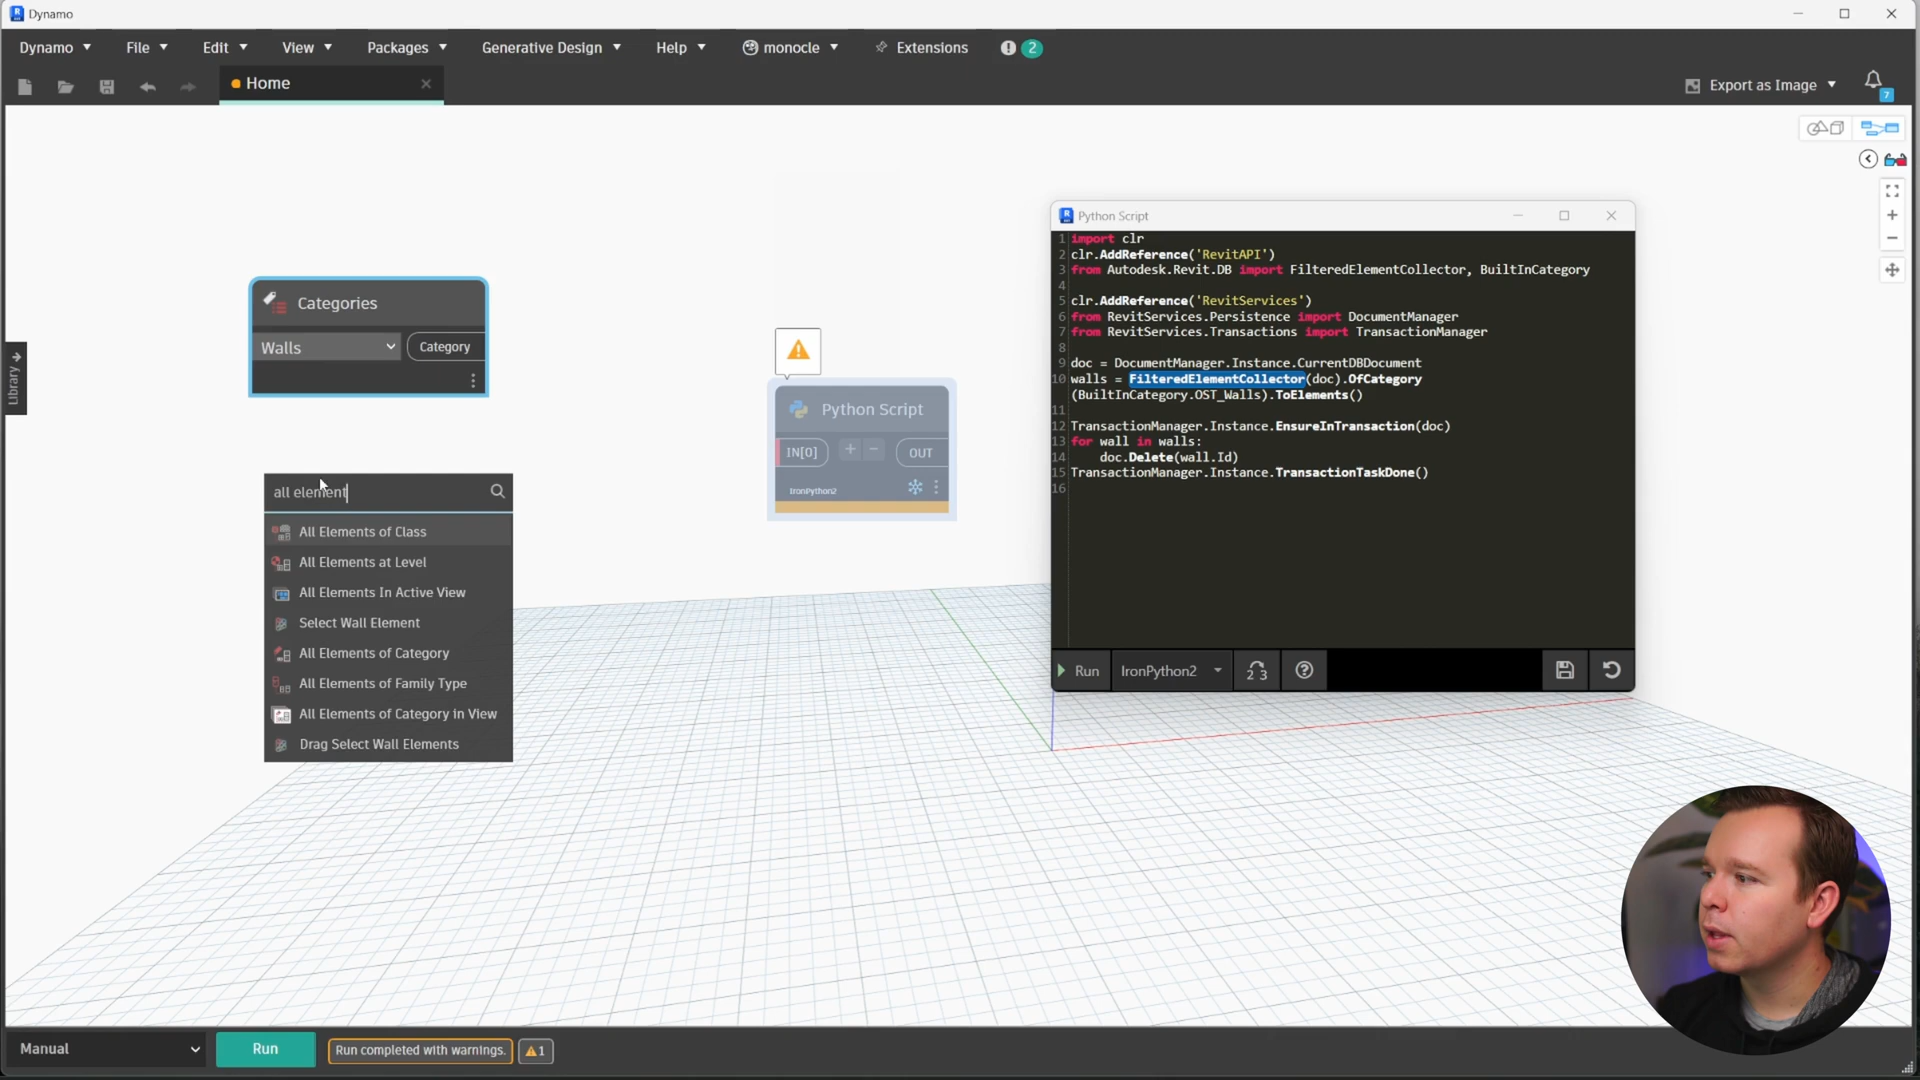 Dynamo
Dynamo File Edit View Packages Generative Design Help monocle Extensions 2
Home Export as Image 7
Library
Categories
Walls Category
all element
All Elements of Class
All Elements at Level
All Elements In Active View
Select Wall Element
All Elements of Category
All Elements of Family Type
All Elements of Category in View
Drag Select Wall Elements
Python Script
IN[0] + - OUT
IronPython2
Python Script
1 import clr
2 clr.AddReference('RevitAPI')
3 from Autodesk.Revit.DB import FilteredElementCollector, BuiltInCategory
4
5 clr.AddReference('RevitServices')
6 from RevitServices.Persistence import DocumentManager
7 from RevitServices.Transactions import TransactionManager
8
9 doc = DocumentManager.Instance.CurrentDBDocument
10 walls = FilteredElementCollector(doc).OfCategory
(BuiltInCategory.OST_Walls).ToElements()
11
12 TransactionManager.Instance.EnsureInTransaction(doc)
13 for wall in walls:
14 doc.Delete(wall.Id)
15 TransactionManager.Instance.TransactionTaskDone()
16
Run IronPython2 2 3
Manual Run Run completed with warnings. 1